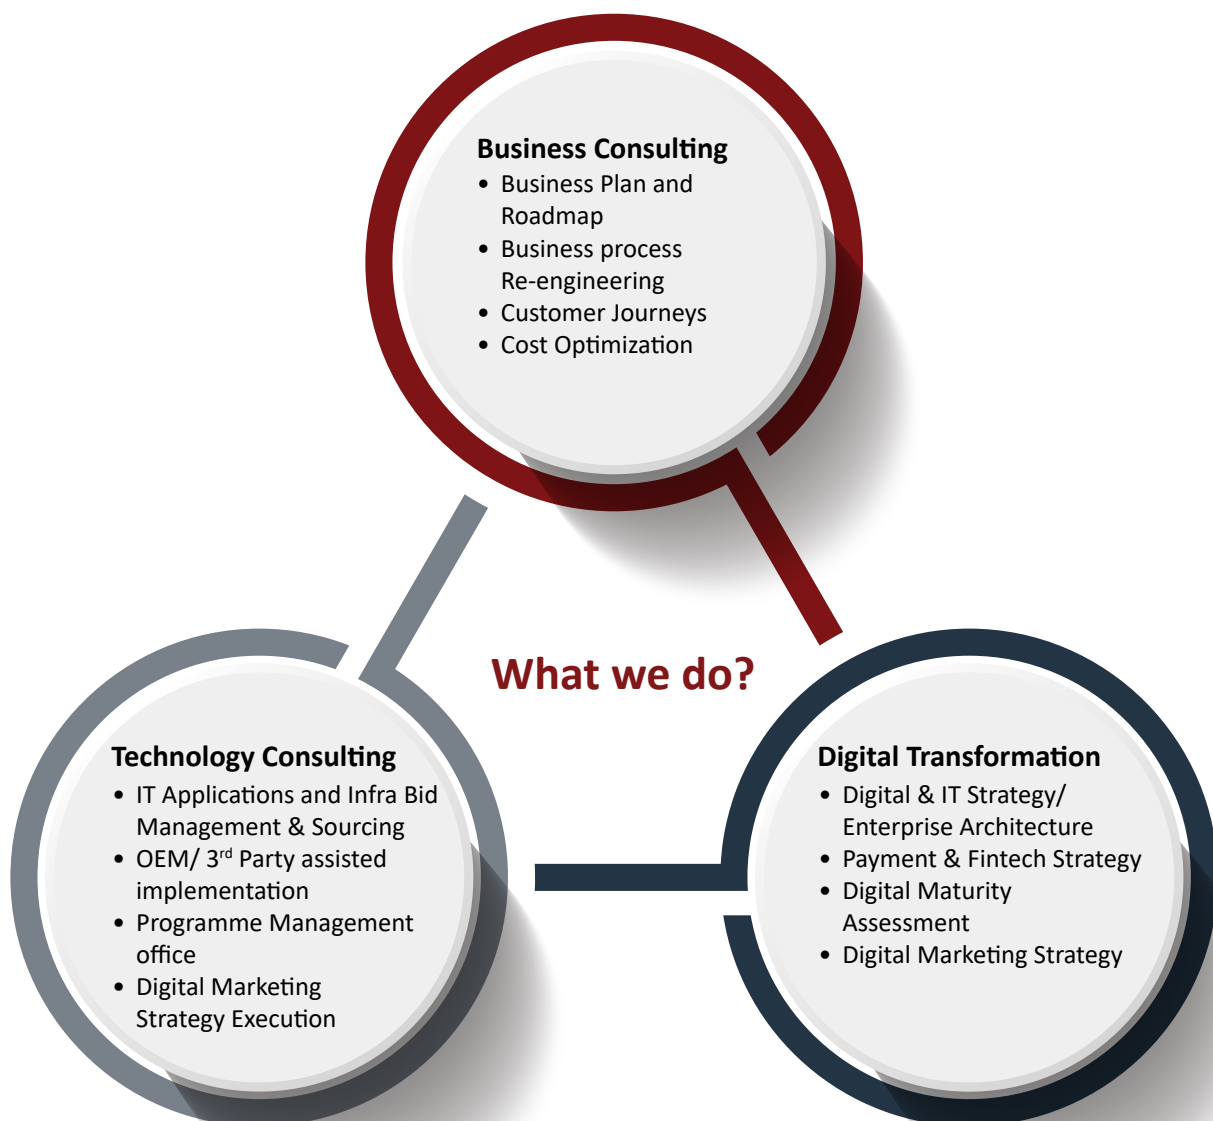 Business Consulting
• Business Plan and
Roadmap
• Business process
Re-engineering
• Customer Journeys
• Cost Optimization
What we do?
Technology Consulting
• IT Applications and Infra Bid
Management & Sourcing
• OEM/ 3rd Party assisted
implementation
• Programme Management
office
• Digital Marketing
Strategy Execution
Digital Transformation
• Digital & IT Strategy/
Enterprise Architecture
• Payment & Fintech Strategy
• Digital Maturity
Assessment
• Digital Marketing Strategy